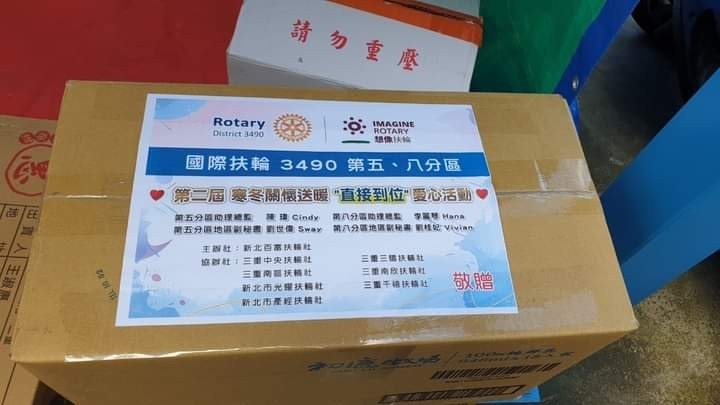 請勿重壓
Rotary
District 3490
IMAGINE
ROTARY
想像扶輪
國際扶輪 3490 第五、八分區
第二屆 寒冬關懷送暖 "直接到位" 愛心活動
第五分區助理總監 陳 瑋 Cindy 第八分區助理總監 李麗琴 Hana
第五分區地區副秘書 劉世偉 Sway 第八分區地區副秘書 劉桂妃 Vivian
主辦社：新北百富扶輪社
協辦社：三重中央扶輪社 三重三陽扶輪社
三重南區扶輪社 三重南欣扶輪社
新北市光耀扶輪社 三重千禧扶輪社
新北市產經扶輪社
敬贈